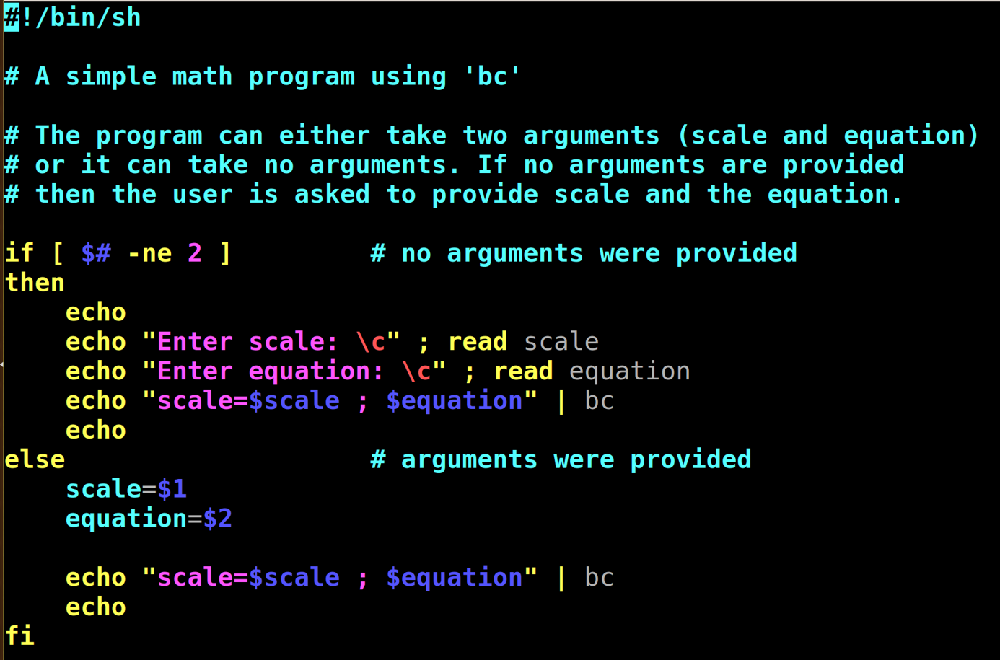 #!/bin/sh

# A simple math program using 'bc'

# The program can either take two arguments (scale and equation)
# or it can take no arguments. If no arguments are provided
# then the user is asked to provide scale and the equation.

if [ $# -ne 2 ]         # no arguments were provided
then
    echo
    echo "Enter scale: \c" ; read scale
    echo "Enter equation: \c" ; read equation
    echo "scale=$scale ; $equation" | bc
    echo
else                    # arguments were provided
    scale=$1
    equation=$2

    echo "scale=$scale ; $equation" | bc
    echo
fi